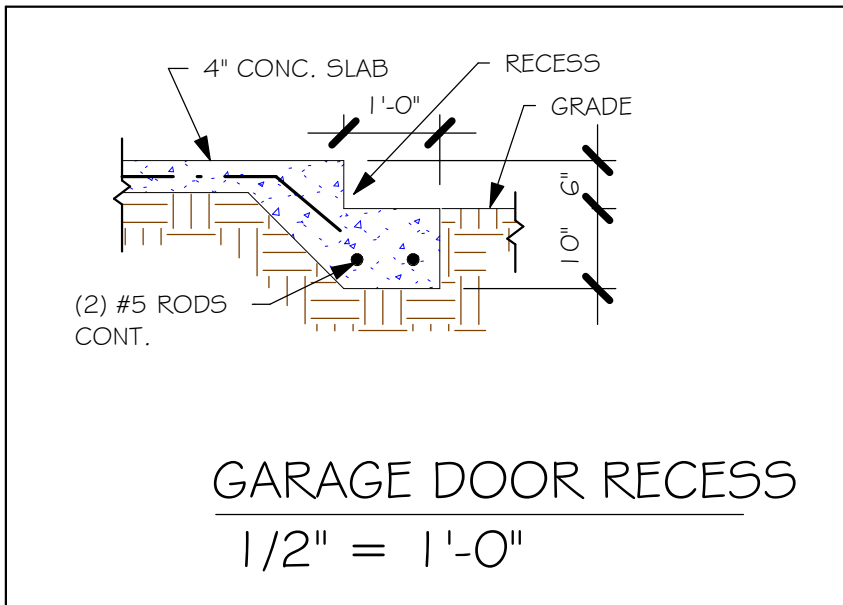 4" CONC. SLAB
RECESS
1'-0"
GRADE
6"
10"
(2) #5 RODS
CONT.
GARAGE DOOR RECESS
1/2" = 1'-0"